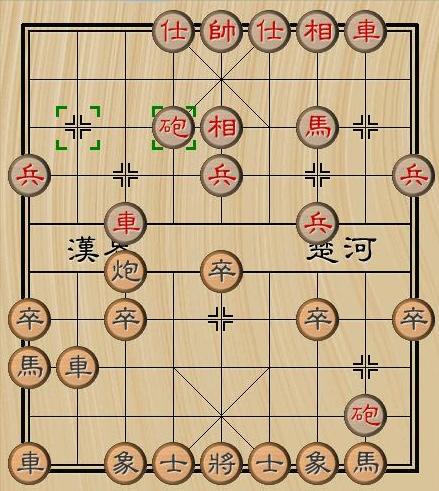 仕帥仕相車
砲相馬
兵兵兵
車兵
漢 楚河
炮卒
卒卒卒卒
馬車
砲
車象士將士象馬